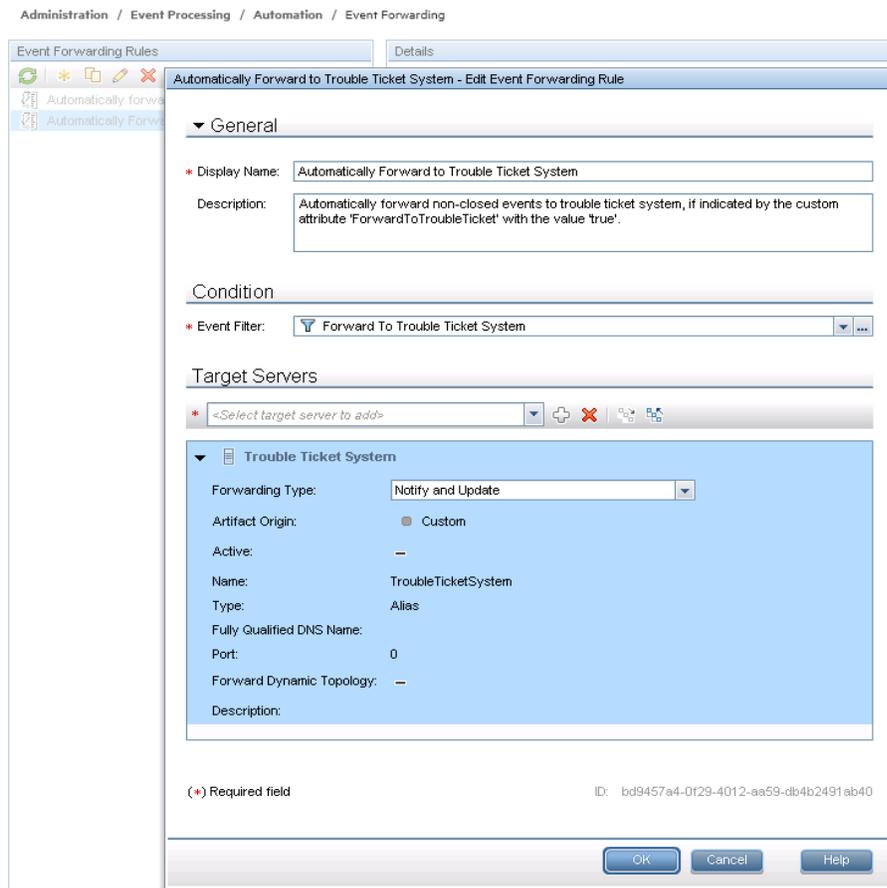 Administration / Event Processing / Automation / Event Forwarding
Event Forwarding Rules
Details
Automatically forwa
Automatically Forwa
Automatically Forward to Trouble Ticket System - Edit Event Forwarding Rule
General
* Display Name: Automatically Forward to Trouble Ticket System
Description: Automatically forward non-closed events to trouble ticket system, if indicated by the custom
attribute 'ForwardToTroubleTicket' with the value 'true'.
Condition
* Event Filter: Forward To Trouble Ticket System ...
Target Servers
* <Select target server to add>
Trouble Ticket System
Forwarding Type: Notify and Update
Artifact Origin: Custom
Active: –
Name: TroubleTicketSystem
Type: Alias
Fully Qualified DNS Name:
Port: 0
Forward Dynamic Topology: –
Description:
(*) Required field
ID: bd9457a4-0f29-4012-aa59-db4b2491ab40
OK
Cancel
Help